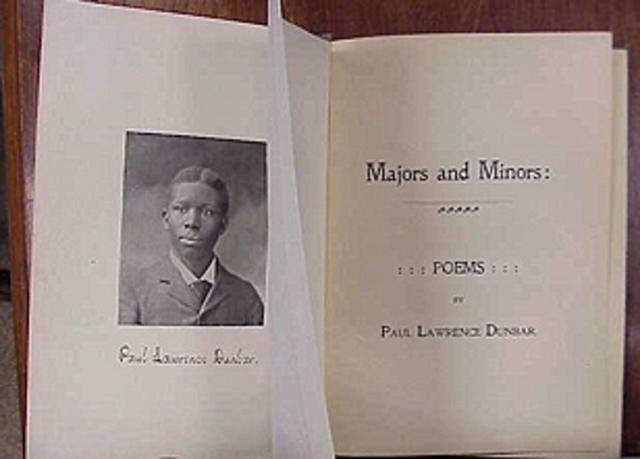 Paul Lawrence Dunbar.
Majors and Minors:
: : : POEMS : : :
BY
PAUL LAWRENCE DUNBAR.